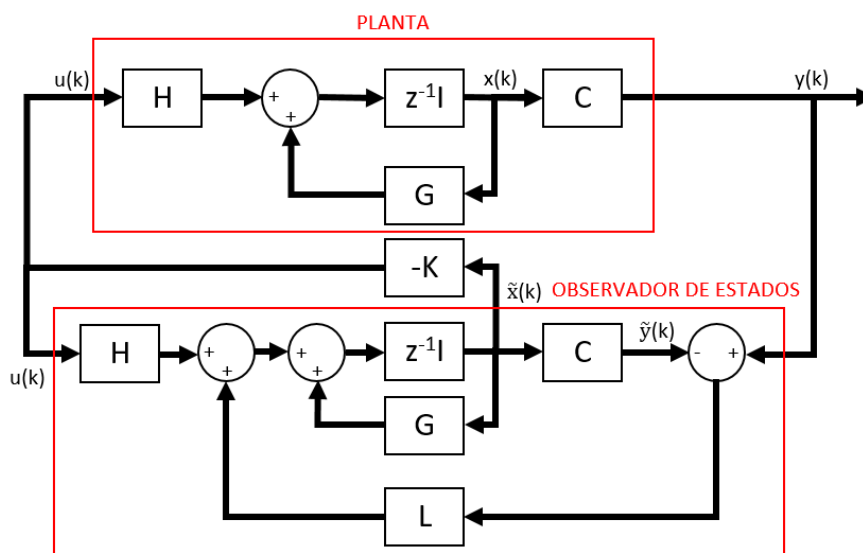 PLANTA
u(k)
H
+
+
z⁻¹I
x(k)
C
y(k)
G
-K
x̃(k)
OBSERVADOR DE ESTADOS
u(k)
H
+
+
+
+
z⁻¹I
C
ỹ(k)
-
+
G
L